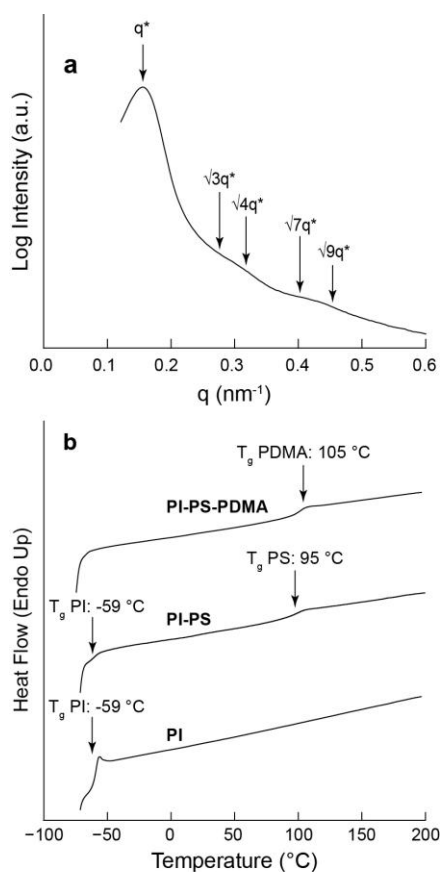 q*
a
√3q*
√4q*
√7q*
√9q*
Log Intensity (a.u.)
0.0 0.1 0.2 0.3 0.4 0.5 0.6
q (nm⁻¹)
b
T_g PDMA: 105 °C
PI-PS-PDMA
T_g PS: 95 °C
T_g PI: -59 °C
PI-PS
T_g PI: -59 °C
PI
Heat Flow (Endo Up)
−100 −50 0 50 100 150 200
Temperature (°C)